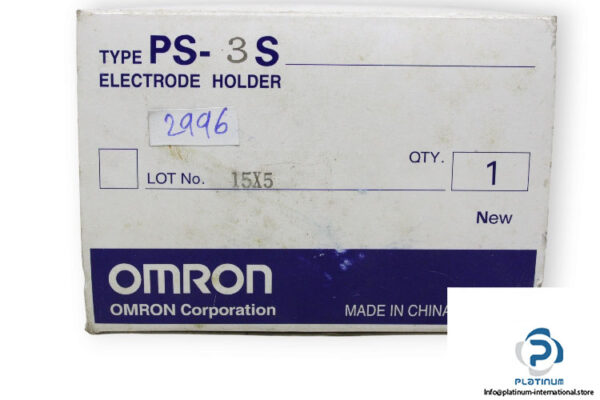 TYPE PS- 3 S
ELECTRODE HOLDER
2996
QTY. 1
LOT No. 15X5
New
OMRON
OMRON Corporation
MADE IN CHINA
PLATINUM
Info@platinum-international.store